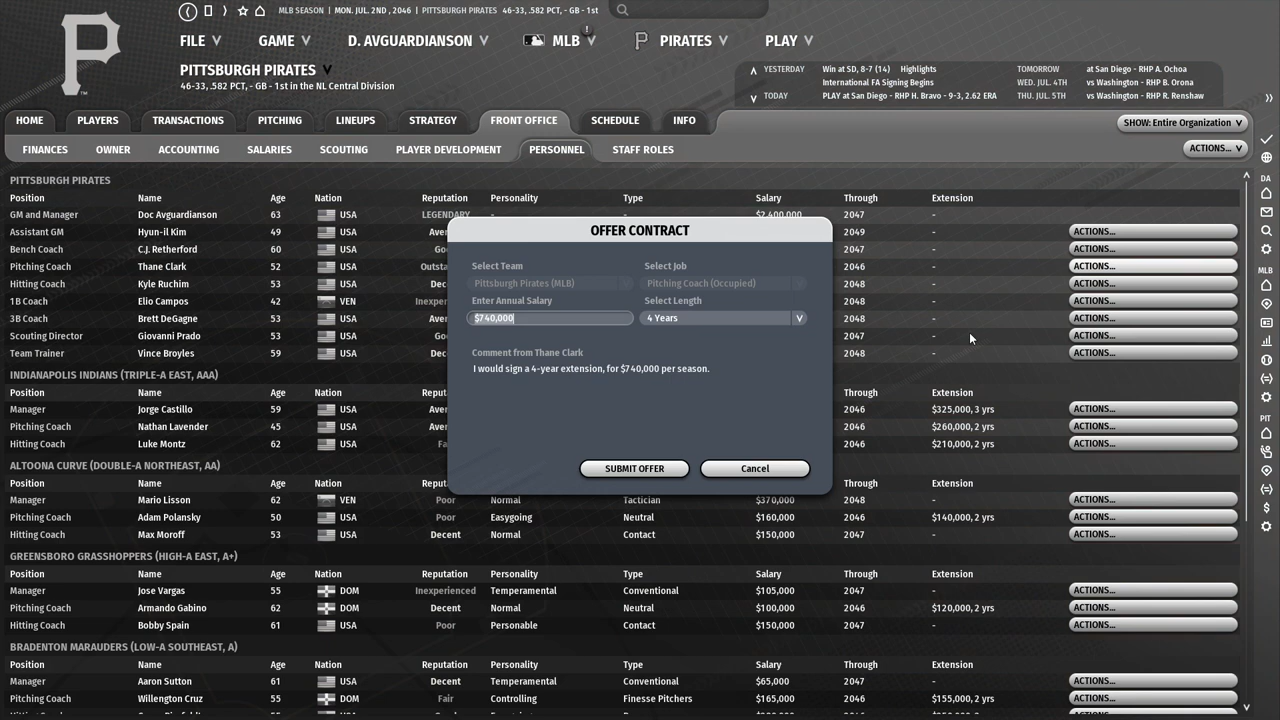 MLB SEASON | MON. JUL. 2ND , 2046 | PITTSBURGH PIRATES 46-33, .582 PCT, - GB - 1st
FILE GAME D. AVGUARDIANSON MLB PIRATES PLAY
PITTSBURGH PIRATES
46-33, .582 PCT, - GB - 1st in the NL Central Division
YESTERDAY Win at SD, 8-7 (14) Highlights TOMORROW at San Diego - RHP A. Ochoa
International FA Signing Begins WED. JUL. 4TH vs Washington - RHP B. Orona
TODAY PLAY at San Diego - RHP H. Bravo - 9-3, 2.62 ERA THU. JUL. 5TH vs Washington - RHP R. Renshaw
HOME PLAYERS TRANSACTIONS PITCHING LINEUPS STRATEGY FRONT OFFICE SCHEDULE INFO SHOW: Entire Organization
FINANCES OWNER ACCOUNTING SALARIES SCOUTING PLAYER DEVELOPMENT PERSONNEL STAFF ROLES ACTIONS...
PITTSBURGH PIRATES
Position Name Age Nation Reputation Personality Type Salary Through Extension
GM and Manager Doc Avguardianson 63 USA LEGENDARY - - $2,400,000 2047 -
Assistant GM Hyun-il Kim 49 USA Aver 2049 - ACTIONS...
Bench Coach C.J. Retherford 60 USA Goo 2047 - ACTIONS...
Pitching Coach Thane Clark 52 USA Outsta 2046 - ACTIONS...
Hitting Coach Kyle Ruchim 53 USA Dec 2048 - ACTIONS...
1B Coach Elio Campos 42 VEN Inexper 2048 - ACTIONS...
3B Coach Brett DeGagne 53 USA Aver 2048 - ACTIONS...
Scouting Director Giovanni Prado 53 USA Goo 2047 - ACTIONS...
Team Trainer Vince Broyles 59 USA Dec 2048 - ACTIONS...
OFFER CONTRACT
Select Team Select Job
Pittsburgh Pirates (MLB) Pitching Coach (Occupied)
Enter Annual Salary Select Length
$740,000 4 Years
Comment from Thane Clark
I would sign a 4-year extension, for $740,000 per season.
SUBMIT OFFER Cancel
INDIANAPOLIS INDIANS (TRIPLE-A EAST, AAA)
Position Name Age Nation Reputa Through Extension
Manager Jorge Castillo 59 USA Aver 2046 $325,000, 3 yrs ACTIONS...
Pitching Coach Nathan Lavender 45 USA Aver 2046 $260,000, 2 yrs ACTIONS...
Hitting Coach Luke Montz 62 USA Fa 2046 $210,000, 2 yrs ACTIONS...
ALTOONA CURVE (DOUBLE-A NORTHEAST, AA)
Position Name Age Nation Reputa Through Extension
Manager Mario Lisson 62 VEN Poor Normal Tactician $370,000 2048 - ACTIONS...
Pitching Coach Adam Polansky 50 USA Poor Easygoing Neutral $160,000 2046 $140,000, 2 yrs ACTIONS...
Hitting Coach Max Moroff 53 USA Decent Normal Contact $150,000 2047 - ACTIONS...
GREENSBORO GRASSHOPPERS (HIGH-A EAST, A+)
Position Name Age Nation Reputation Personality Type Salary Through Extension
Manager Jose Vargas 55 DOM Inexperienced Temperamental Conventional $105,000 2047 - ACTIONS...
Pitching Coach Armando Gabino 62 DOM Decent Normal Neutral $100,000 2046 $120,000, 2 yrs ACTIONS...
Hitting Coach Bobby Spain 61 USA Poor Personable Contact $150,000 2047 - ACTIONS...
BRADENTON MARAUDERS (LOW-A SOUTHEAST, A)
Position Name Age Nation Reputation Personality Type Salary Through Extension
Manager Aaron Sutton 61 USA Decent Temperamental Conventional $65,000 2047 - ACTIONS...
Pitching Coach Willengton Cruz 55 DOM Fair Controlling Finesse Pitchers $165,000 2046 $155,000, 2 yrs ACTIONS...
DA
MLB
PIT